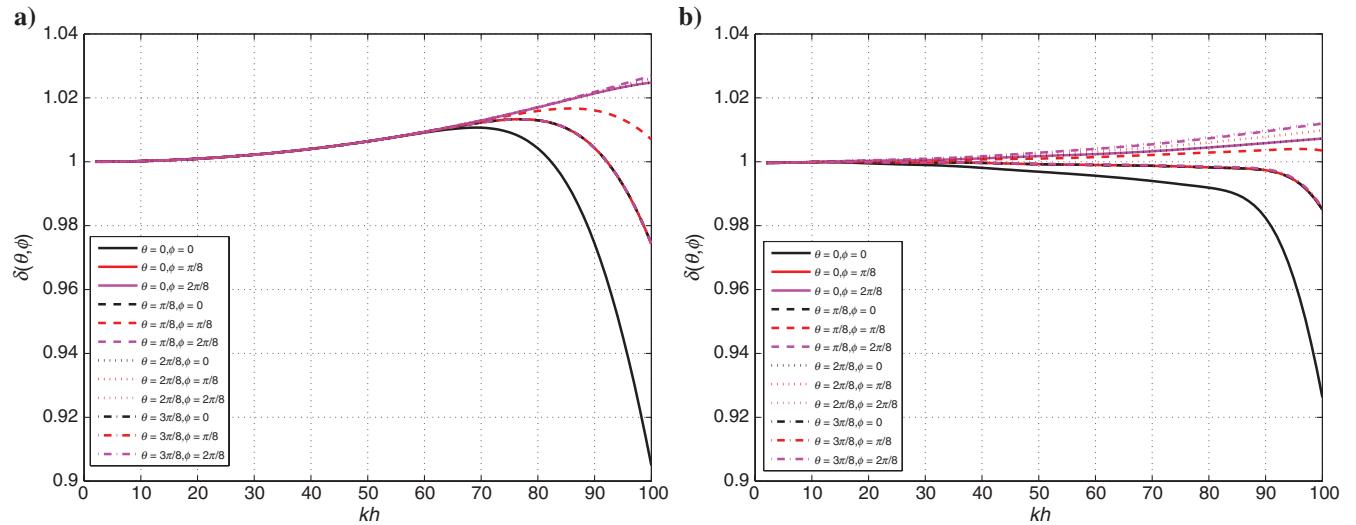 a)
1.04
1.02
1
0.98
0.96
0.94
0.92
0.9
δ(θ,ϕ)
θ = 0,ϕ = 0
θ = 0,ϕ = π/8
θ = 0,ϕ = 2π/8
θ = π/8,ϕ = 0
θ = π/8,ϕ = π/8
θ = π/8,ϕ = 2π/8
θ = 2π/8,ϕ = 0
θ = 2π/8,ϕ = π/8
θ = 2π/8,ϕ = 2π/8
θ = 3π/8,ϕ = 0
θ = 3π/8,ϕ = π/8
θ = 3π/8,ϕ = 2π/8
0 10 20 30 40 50 60 70 80 90 100
kh
b)
1.04
1.02
1
0.98
0.96
0.94
0.92
0.9
δ(θ,ϕ)
θ = 0,ϕ = 0
θ = 0,ϕ = π/8
θ = 0,ϕ = 2π/8
θ = π/8,ϕ = 0
θ = π/8,ϕ = π/8
θ = π/8,ϕ = 2π/8
θ = 2π/8,ϕ = 0
θ = 2π/8,ϕ = π/8
θ = 2π/8,ϕ = 2π/8
θ = 3π/8,ϕ = 0
θ = 3π/8,ϕ = π/8
θ = 3π/8,ϕ = 2π/8
0 10 20 30 40 50 60 70 80 90 100
kh